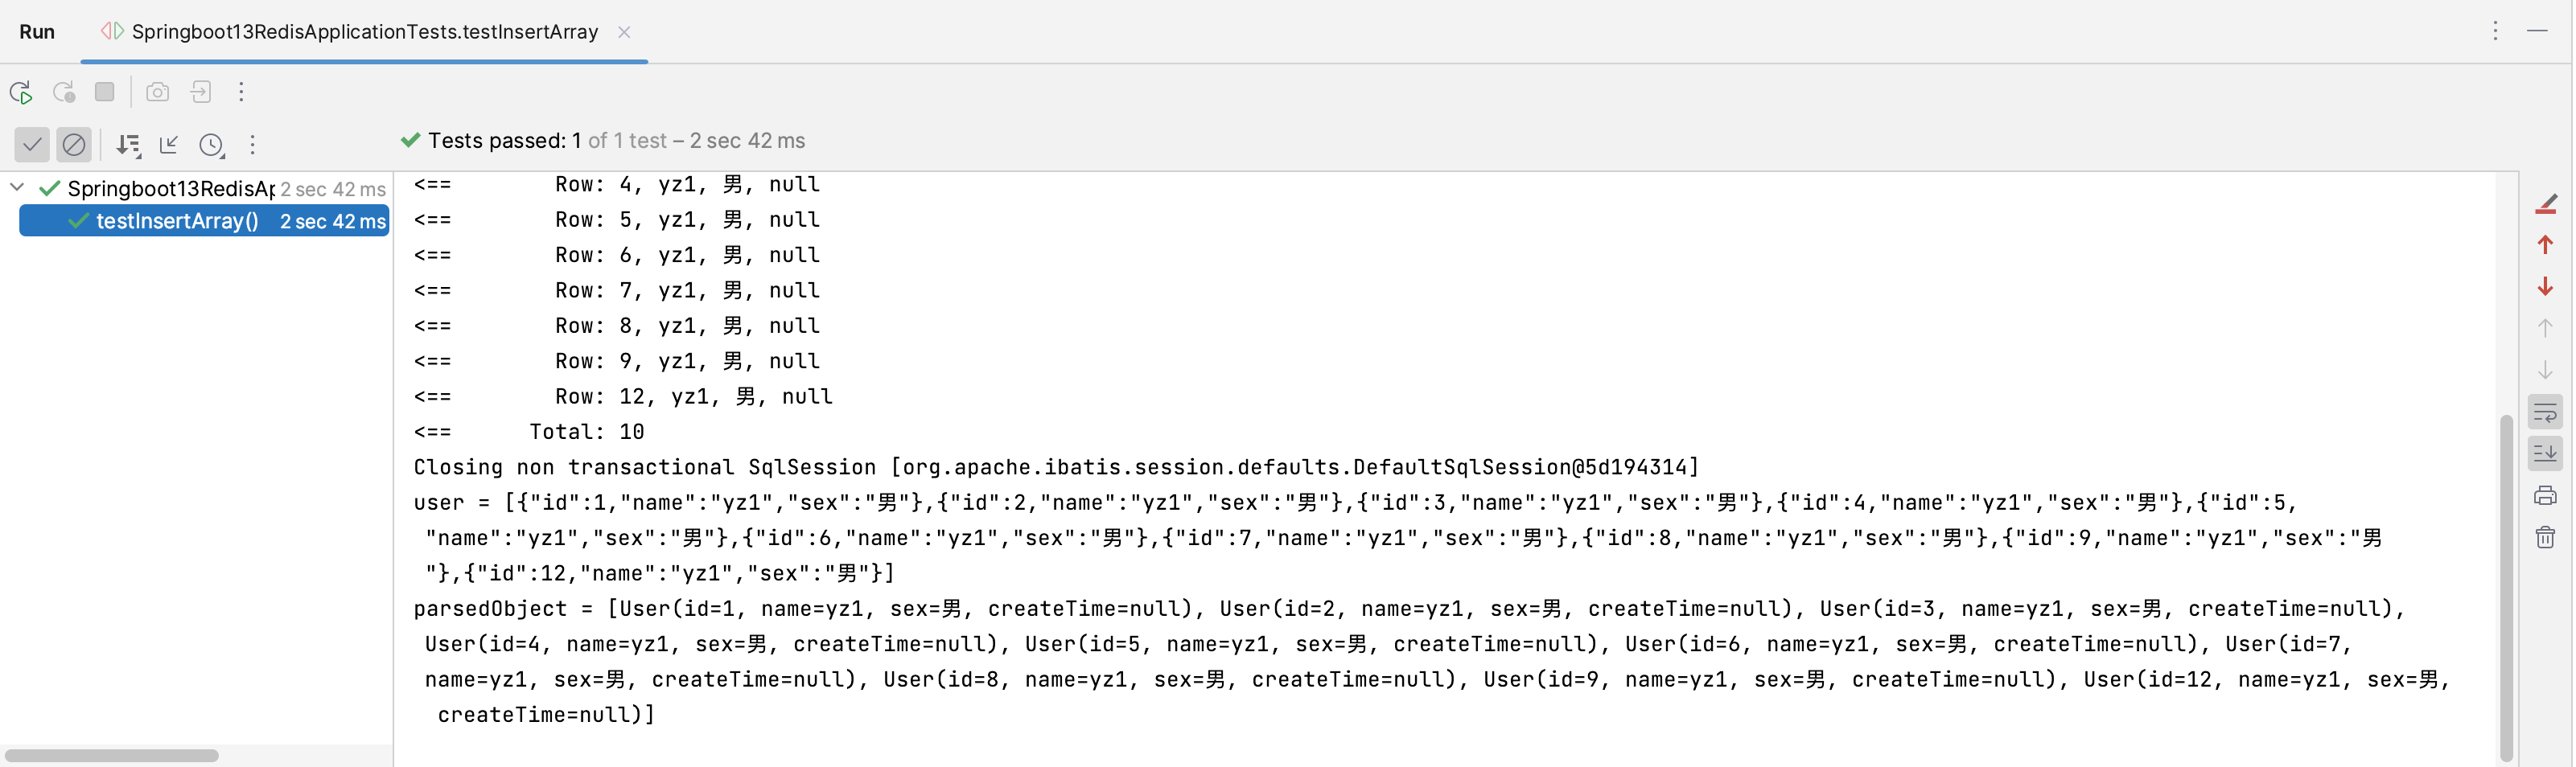 Run Springboot13RedisApplicationTests.testInsertArray
Tests passed: 1 of 1 test – 2 sec 42 ms
Springboot13RedisAp 2 sec 42 ms
testInsertArray() 2 sec 42 ms
<==        Row: 4, yz1, 男, null
<==        Row: 5, yz1, 男, null
<==        Row: 6, yz1, 男, null
<==        Row: 7, yz1, 男, null
<==        Row: 8, yz1, 男, null
<==        Row: 9, yz1, 男, null
<==        Row: 12, yz1, 男, null
<==      Total: 10
Closing non transactional SqlSession [org.apache.ibatis.session.defaults.DefaultSqlSession@5d194314]
user = [{"id":1,"name":"yz1","sex":"男"},{"id":2,"name":"yz1","sex":"男"},{"id":3,"name":"yz1","sex":"男"},{"id":4,"name":"yz1","sex":"男"},{"id":5,
"name":"yz1","sex":"男"},{"id":6,"name":"yz1","sex":"男"},{"id":7,"name":"yz1","sex":"男"},{"id":8,"name":"yz1","sex":"男"},{"id":9,"name":"yz1","sex":"男
"},{"id":12,"name":"yz1","sex":"男"}]
parsedObject = [User(id=1, name=yz1, sex=男, createTime=null), User(id=2, name=yz1, sex=男, createTime=null), User(id=3, name=yz1, sex=男, createTime=null),
User(id=4, name=yz1, sex=男, createTime=null), User(id=5, name=yz1, sex=男, createTime=null), User(id=6, name=yz1, sex=男, createTime=null), User(id=7,
name=yz1, sex=男, createTime=null), User(id=8, name=yz1, sex=男, createTime=null), User(id=9, name=yz1, sex=男, createTime=null), User(id=12, name=yz1, sex=男,
createTime=null)]